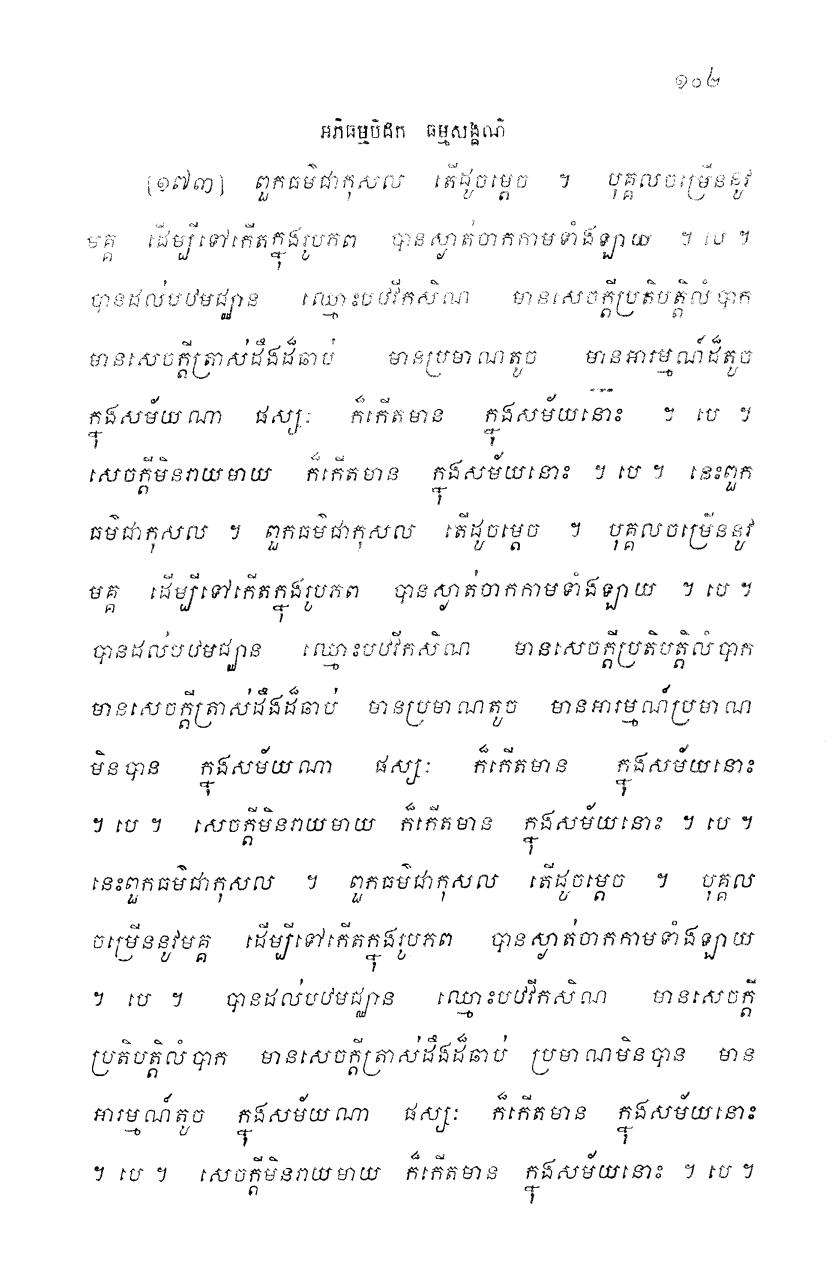 ១០២
អភិធម្មបិដក ធម្មសង្គណិ
[១៧៣] ពួកធម៌ជាកុសល តើដូចម្តេច ។ បុគ្គលចម្រើននូវ
មគ្គ ដើម្បីទៅកើតក្នុងរូបភព បានស្ងាត់ចាកកាមទាំងឡាយ ។ បេ ។
បានដល់បឋមជ្ឈាន ឈ្មោះបឋវីកសិណ មានសេចក្តីប្រតិបត្តិលំបាក
មានសេចក្តីត្រាស់ដឹងដ៏ឆាប់ មានប្រមាណតូច មានអារម្មណ៍ដ៏តូច
ក្នុងសម័យណា ផស្សៈ ក៏កើតមាន ក្នុងសម័យនោះ ។ បេ ។
សេចក្តីមិនរាយមាយ ក៏កើតមាន ក្នុងសម័យនោះ ។ បេ ។ នេះពួក
ធម៌ជាកុសល ។ ពួកធម៌ជាកុសល តើដូចម្តេច ។ បុគ្គលចម្រើននូវ
មគ្គ ដើម្បីទៅកើតក្នុងរូបភព បានស្ងាត់ចាកកាមទាំងឡាយ ។ បេ ។
បានដល់បឋមជ្ឈាន ឈ្មោះបឋវីកសិណ មានសេចក្តីប្រតិបត្តិលំបាក
មានសេចក្តីត្រាស់ដឹងដ៏ឆាប់ មានប្រមាណតូច មានអារម្មណ៍ប្រមាណ
មិនបាន ក្នុងសម័យណា ផស្សៈ ក៏កើតមាន ក្នុងសម័យនោះ
។ បេ ។ សេចក្តីមិនរាយមាយ ក៏កើតមាន ក្នុងសម័យនោះ ។ បេ ។
នេះពួកធម៌ជាកុសល ។ ពួកធម៌ជាកុសល តើដូចម្តេច ។ បុគ្គល
ចម្រើននូវមគ្គ ដើម្បីទៅកើតក្នុងរូបភព បានស្ងាត់ចាកកាមទាំងឡាយ
។ បេ ។ បានដល់បឋមជ្ឈាន ឈ្មោះបឋវីកសិណ មានសេចក្តី
ប្រតិបត្តិលំបាក មានសេចក្តីត្រាស់ដឹងដ៏ឆាប់ ប្រមាណមិនបាន មាន
អារម្មណ៍តូច ក្នុងសម័យណា ផស្សៈ ក៏កើតមាន ក្នុងសម័យនោះ
។ បេ ។ សេចក្តីមិនរាយមាយ ក៏កើតមាន ក្នុងសម័យនោះ ។ បេ ។